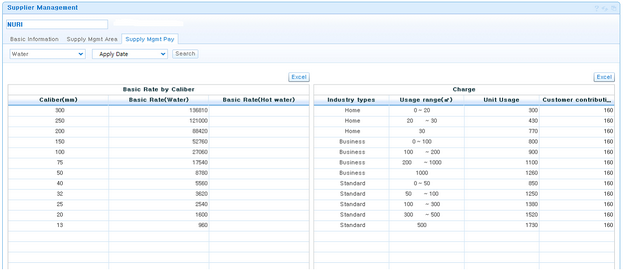 Supplier Management
NURI
Basic Information Supply Mgmt Area Supply Mgmt Pay
Water Apply Date Search
Excel Excel
Basic Rate by Caliber Charge
Caliber(mm) Basic Rate(Water) Basic Rate(Hot water) Industry types Usage range(㎥) Unit Usage Customer contributi...
300 136810 Home 0 ~ 20 300 160
250 121000 Home 20 ~ 30 430 160
200 88420 Home 30 770 160
150 52760 Business 0 ~ 100 800 160
100 27060 Business 100 ~ 200 900 160
75 17540 Business 200 ~ 1000 1100 160
50 8780 Business 1000 1260 160
40 5560 Standard 0 ~ 50 850 160
32 3620 Standard 50 ~ 100 1250 160
25 2540 Standard 100 ~ 300 1380 160
20 1600 Standard 300 ~ 500 1520 160
13 960 Standard 500 1730 160